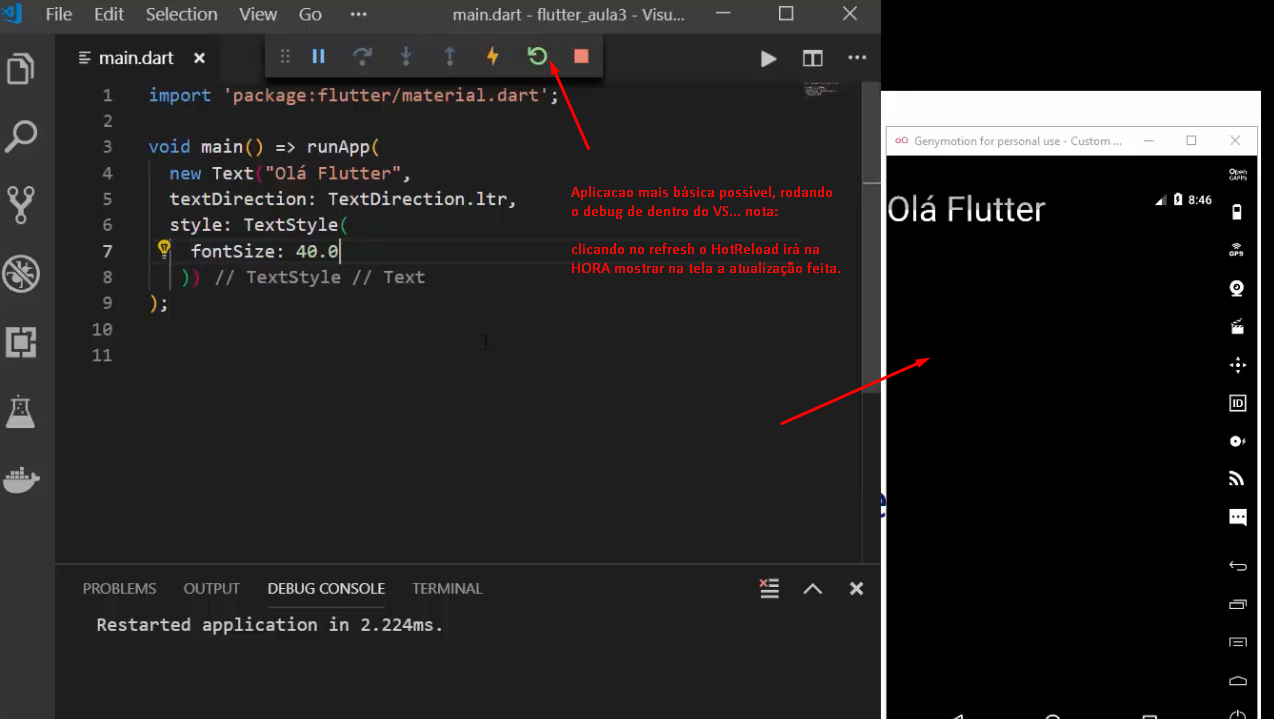 File Edit Selection View Go ··· main.dart - flutter_aula3 - Visu...
main.dart
1 import 'package:flutter/material.dart';
2
3 void main() => runApp(
4 new Text("Olá Flutter",
5 textDirection: TextDirection.ltr,
6 style: TextStyle(
7 fontSize: 40.0
8 )) // TextStyle // Text
9 );
10
11
Aplicacao mais básica possível, rodando
o debug de dentro do VS... nota:
clicando no refresh o HotReload irá na
HORA mostrar na tela a atualização feita.
PROBLEMS OUTPUT DEBUG CONSOLE TERMINAL
Restarted application in 2.224ms.
Genymotion for personal use - Custom ...
Open
GAPPS
8:46
Olá Flutter
GPS
ID
e